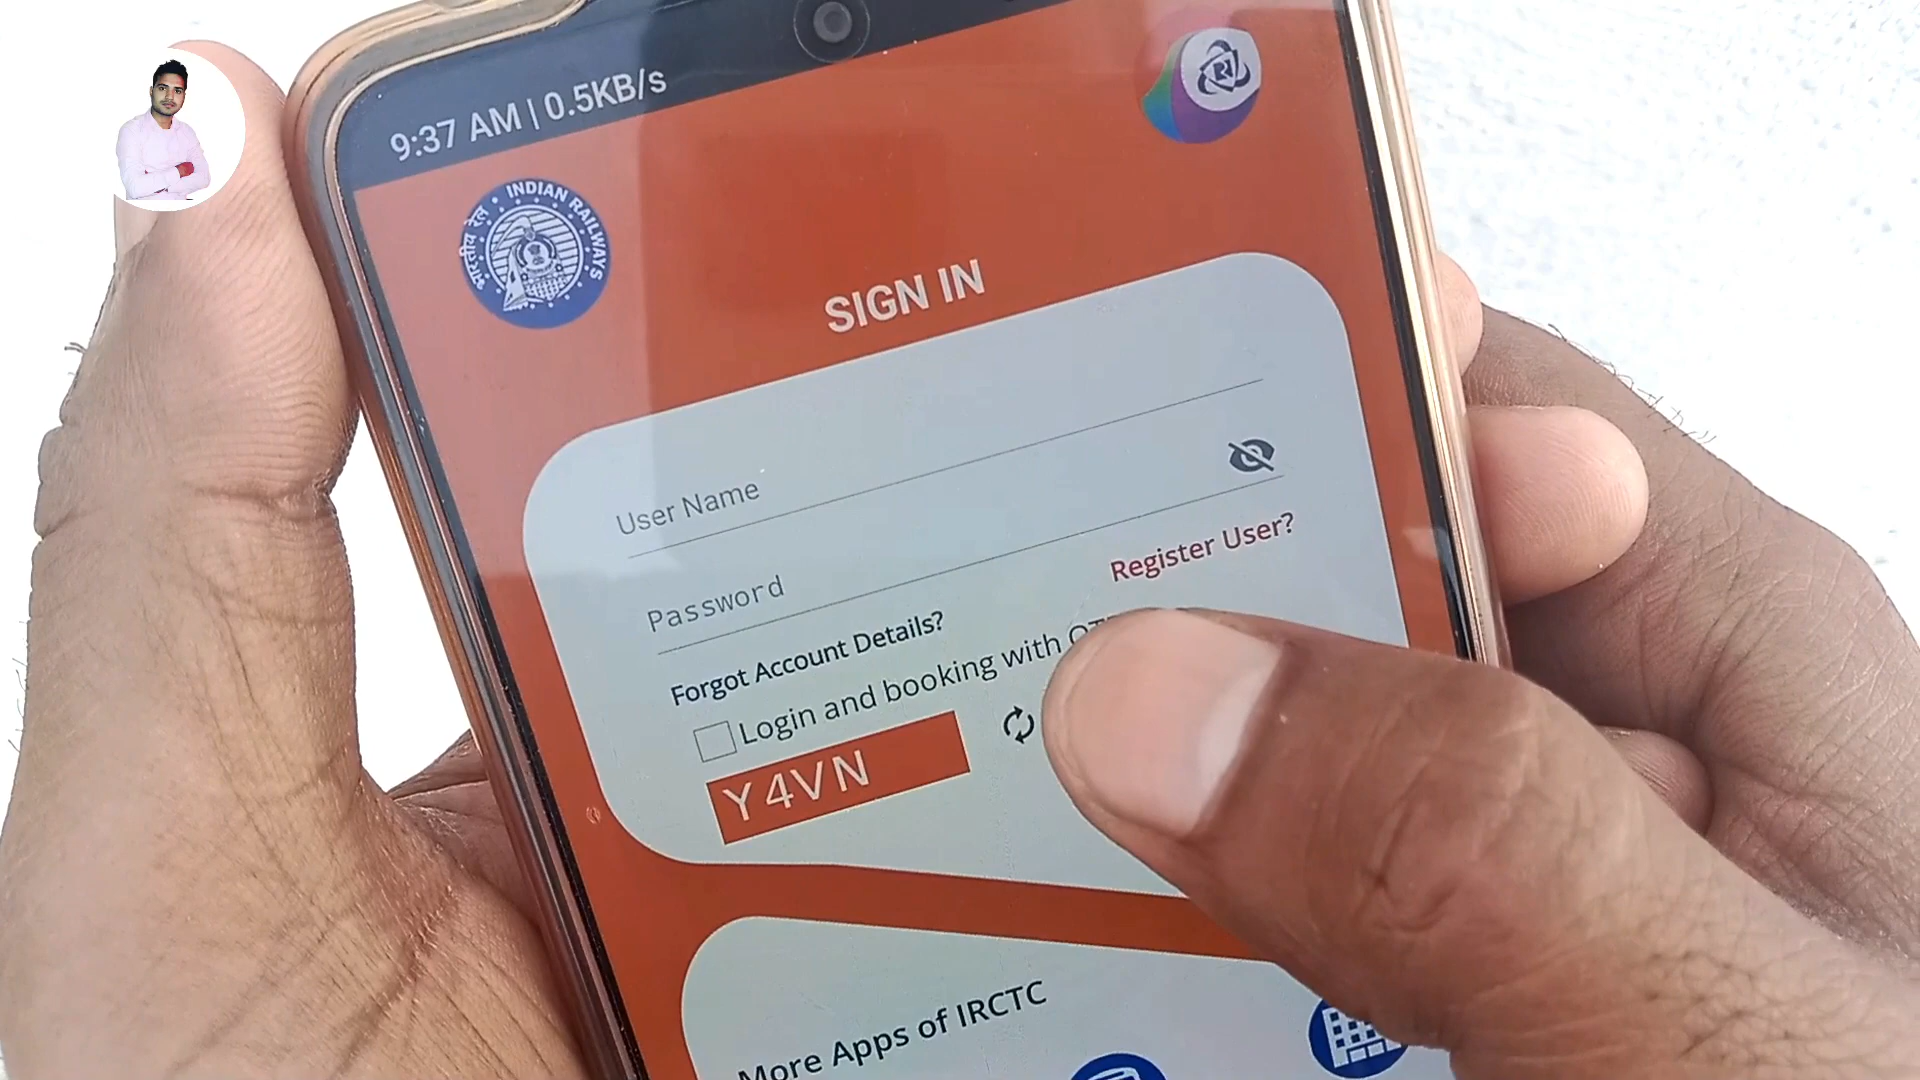 9:37 AM | 0.5KB/s
भारतीय रेल
INDIAN RAILWAYS
SIGN IN
User Name
Password
Register User?
Forgot Account Details?
Login and booking with
Y4VN
More Apps of IRCTC